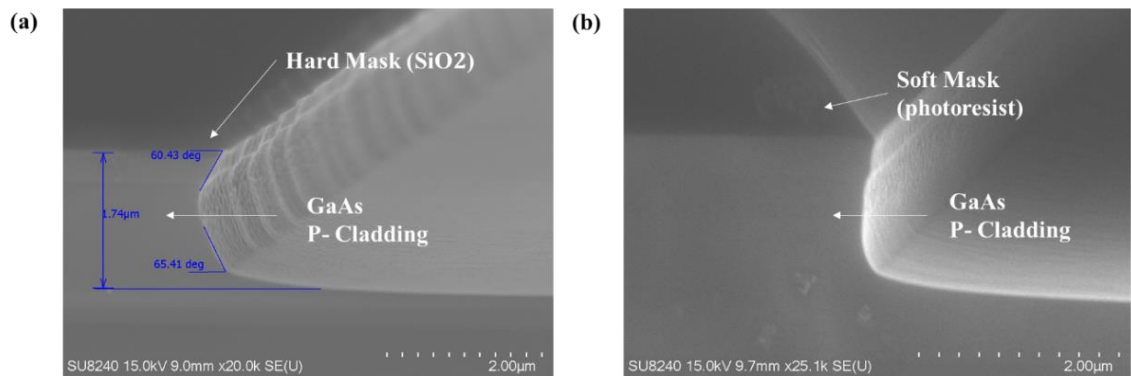 (a)
Hard Mask (SiO2)
60.43 deg
1.74μm
GaAs
P- Cladding
65.41 deg
SU8240 15.0kV 9.0mm x20.0k SE(U)
2.00μm
(b)
Soft Mask
(photoresist)
GaAs
P- Cladding
SU8240 15.0kV 9.7mm x25.1k SE(U)
2.00μm